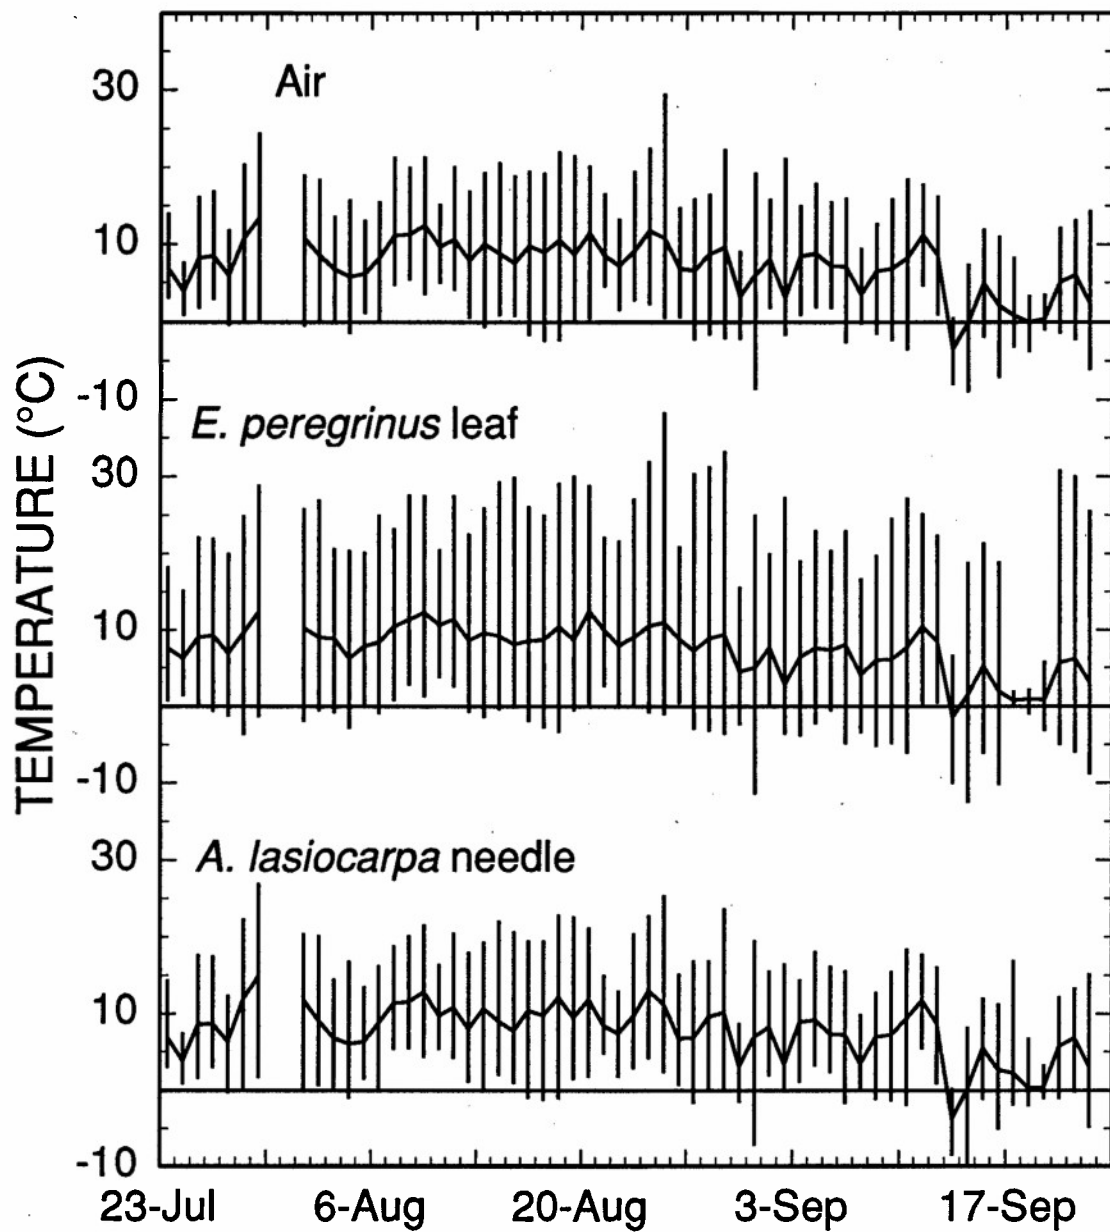 TEMPERATURE (°C)
Air
30
10
-10
E. peregrinus leaf
30
10
-10
A. lasiocarpa needle
30
10
-10
23-Jul 6-Aug 20-Aug 3-Sep 17-Sep